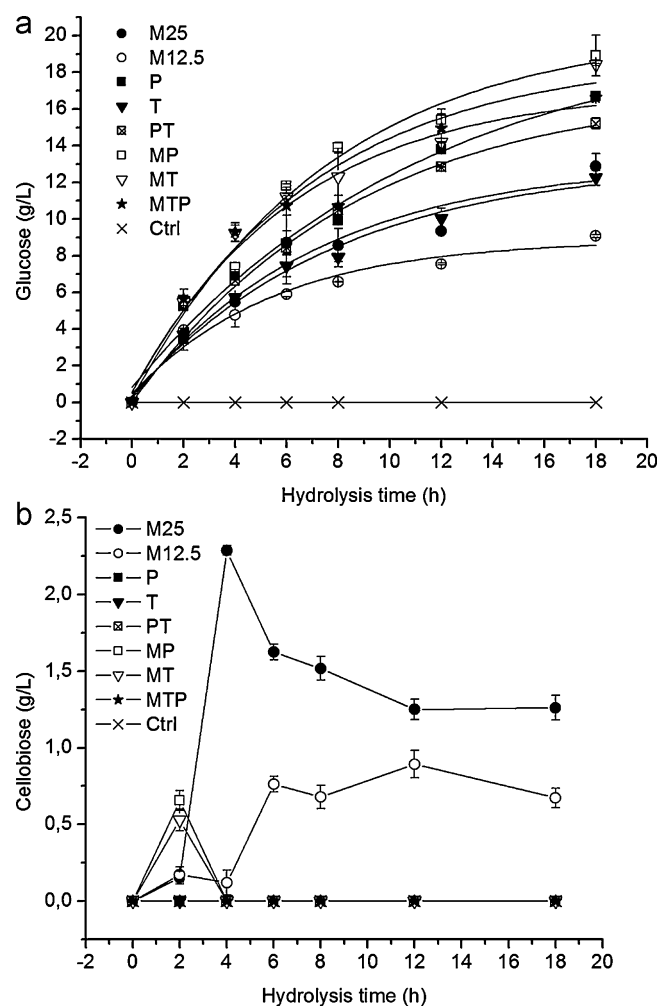 a
20
18
16
14
12
10
8
6
4
2
0
-2
Glucose (g/L)
M25
M12.5
P
T
PT
MP
MT
MTP
Ctrl
-2 0 2 4 6 8 10 12 14 16 18 20
Hydrolysis time (h)
b
2,5
2,0
1,5
1,0
0,5
0,0
Cellobiose (g/L)
M25
M12.5
P
T
PT
MP
MT
MTP
Ctrl
-2 0 2 4 6 8 10 12 14 16 18 20
Hydrolysis time (h)